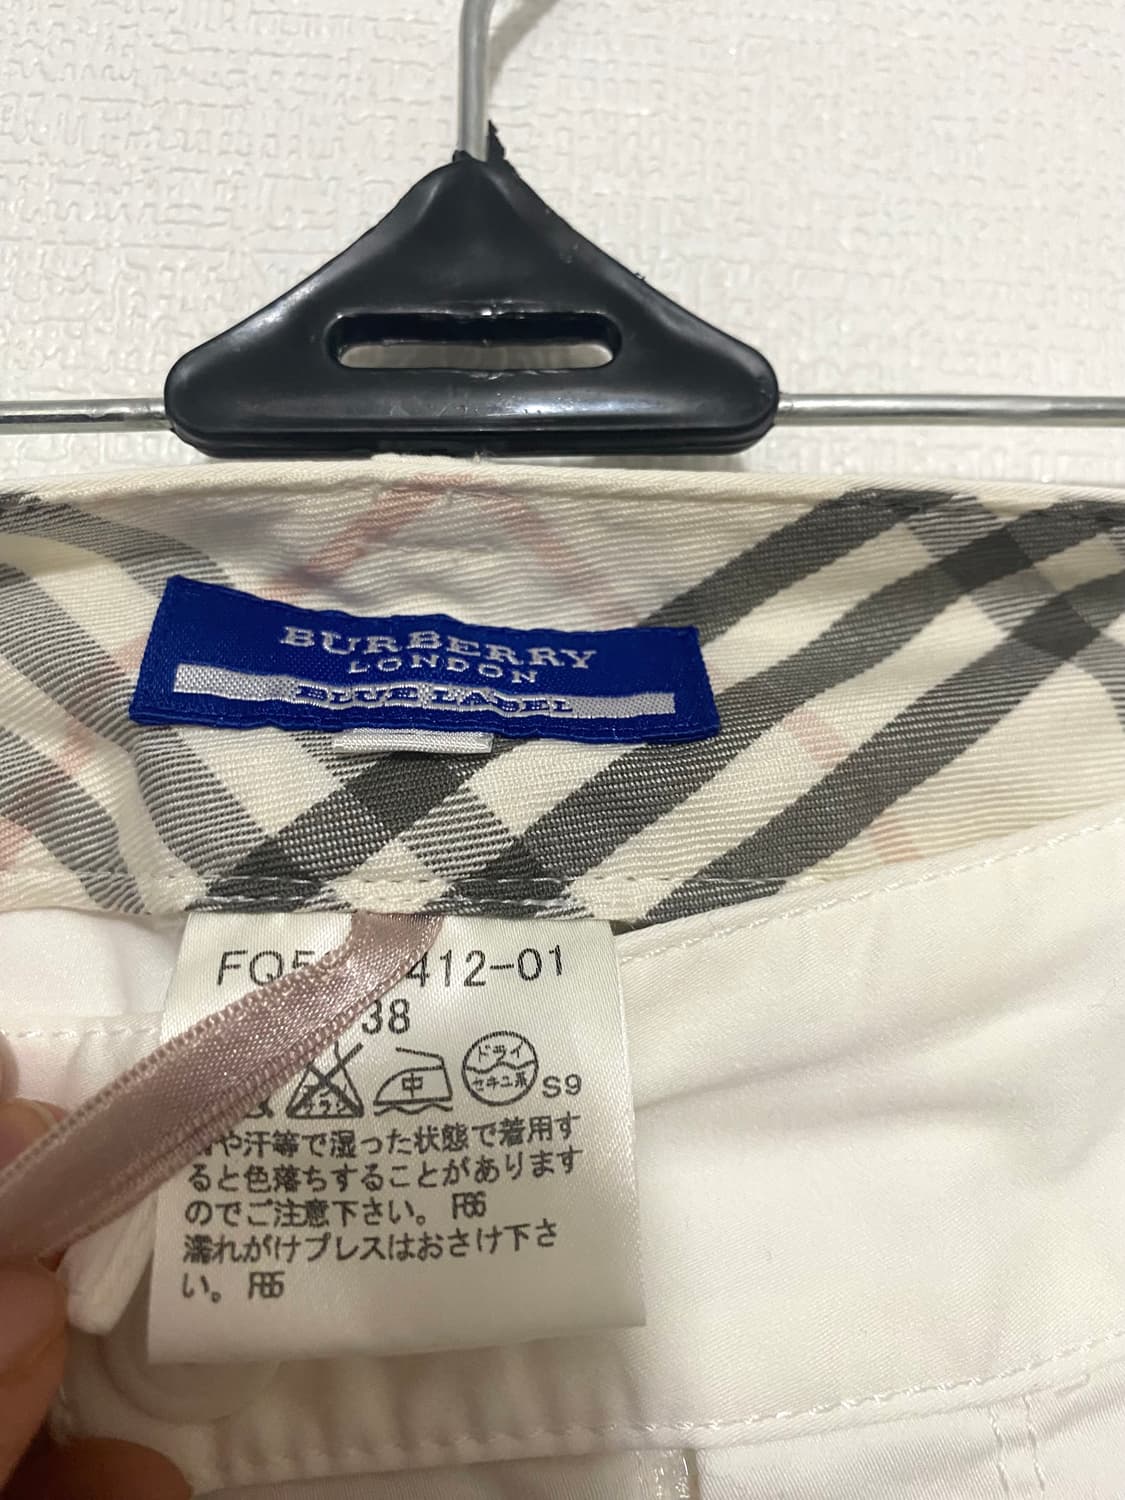 BURBERRY
LONDON
BLUE LABEL
412-01
38
ドライ
セキユ系
中
S9
や汗等で湿った状態で着用す
ると色落ちすることがあります
のでご注意下さい。 F66
濡れがけプレスはおさけ下さ
い。 F65